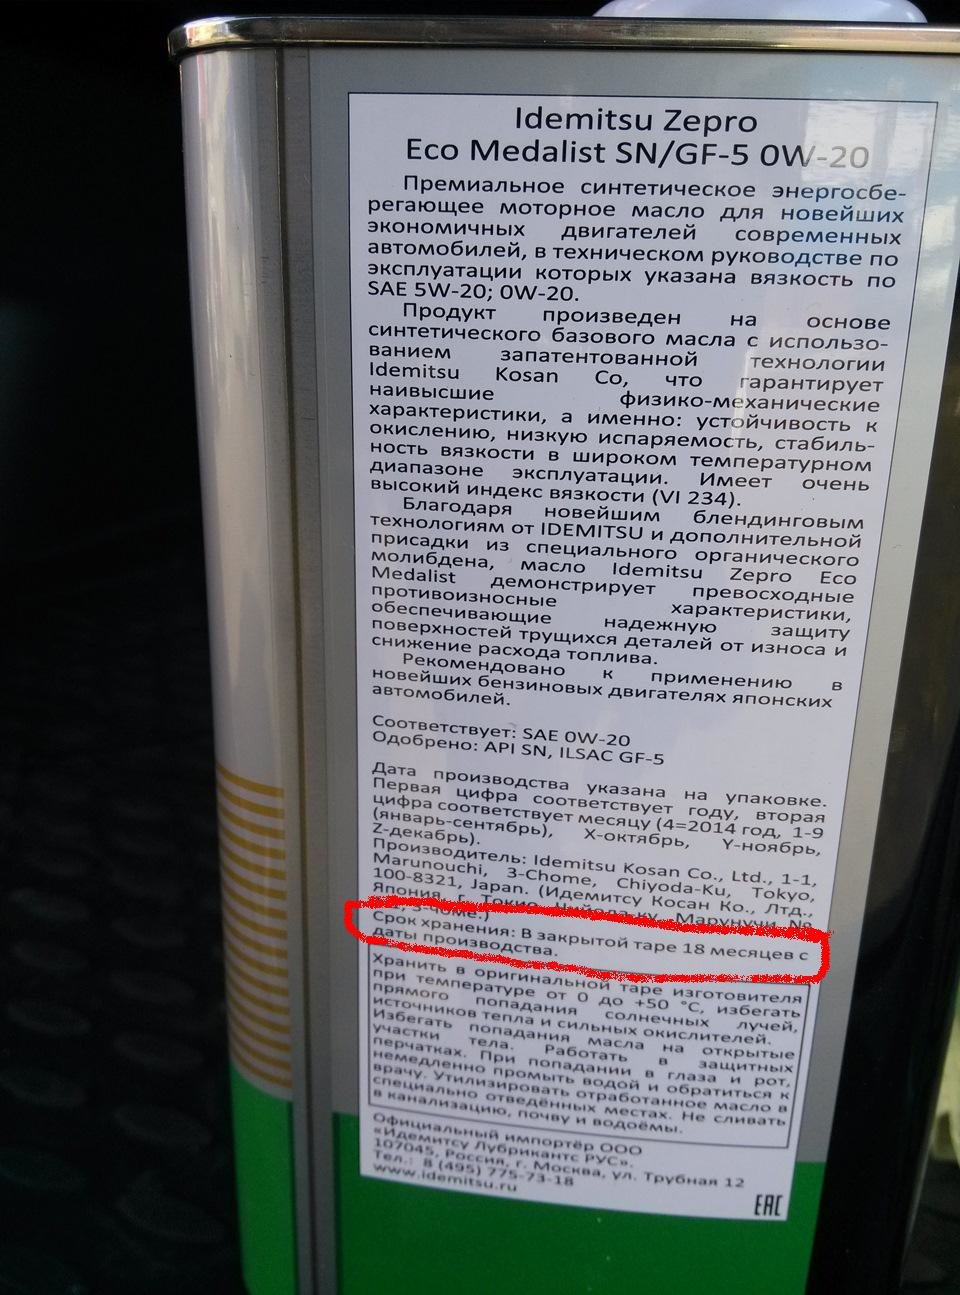 Idemitsu Zepro
Eco Medalist SN/GF-5 0W-20
Премиальное синтетическое энергосбе-
регающее моторное масло для новейших
экономичных двигателей современных
автомобилей, в техническом руководстве по
эксплуатации которых указана вязкость по
SAE 5W-20; 0W-20.
Продукт произведен на основе
синтетического базового масла с использо-
ванием запатентованной технологии
Idemitsu Kosan Co, что гарантирует
наивысшие физико-механические
характеристики, а именно: устойчивость к
окислению, низкую испаряемость, стабиль-
ность вязкости в широком температурном
диапазоне эксплуатации. Имеет очень
высокий индекс вязкости (VI 234).
Благодаря новейшим блендинговым
технологиям от IDEMITSU и дополнительной
присадки из специального органического
молибдена, масло Idemitsu Zepro Eco
Medalist демонстрирует превосходные
противоизносные характеристики,
обеспечивающие надежную защиту
поверхностей трущихся деталей от износа и
снижение расхода топлива.
Рекомендовано к применению в
новейших бензиновых двигателях японских
автомобилей.
Соответствует: SAE 0W-20
Одобрено: API SN, ILSAC GF-5
Дата производства указана на упаковке.
Первая цифра соответствует году, вторая
цифра соответствует месяцу (4=2014 год, 1-9
(январь-сентябрь), X-октябрь, Y-ноябрь,
Z-декабрь).
Производитель: Idemitsu Kosan Co., Ltd., 1-1,
Marunouchi, 3-Chome, Chiyoda-Ku, Tokyo,
100-8321, Japan. (Идемитсу Косан Ко., Лтд.,
Япония, г. Токио, Чийода-ку, Марунучи, №
3-чоме.)
Срок хранения: В закрытой таре 18 месяцев с
даты производства.
Хранить в оригинальной таре изготовителя
при температуре от 0 до +50 °C, избегать
прямого попадания солнечных лучей,
источников тепла и сильных окислителей.
Избегать попадания масла на открытые
участки тела. Работать в защитных
перчатках. При попадании в глаза и рот,
немедленно промыть водой и обратиться к
врачу. Утилизировать отработанное масло в
специально отведённых местах. Не сливать
в канализацию, почву и водоёмы.
Официальный импортёр ООО
«Идемитсу Лубрикантс РУС».
107045, Россия, г. Москва, ул. Трубная 12
Тел.: 8 (495) 775-73-18
www.idemitsu.ru
EAC